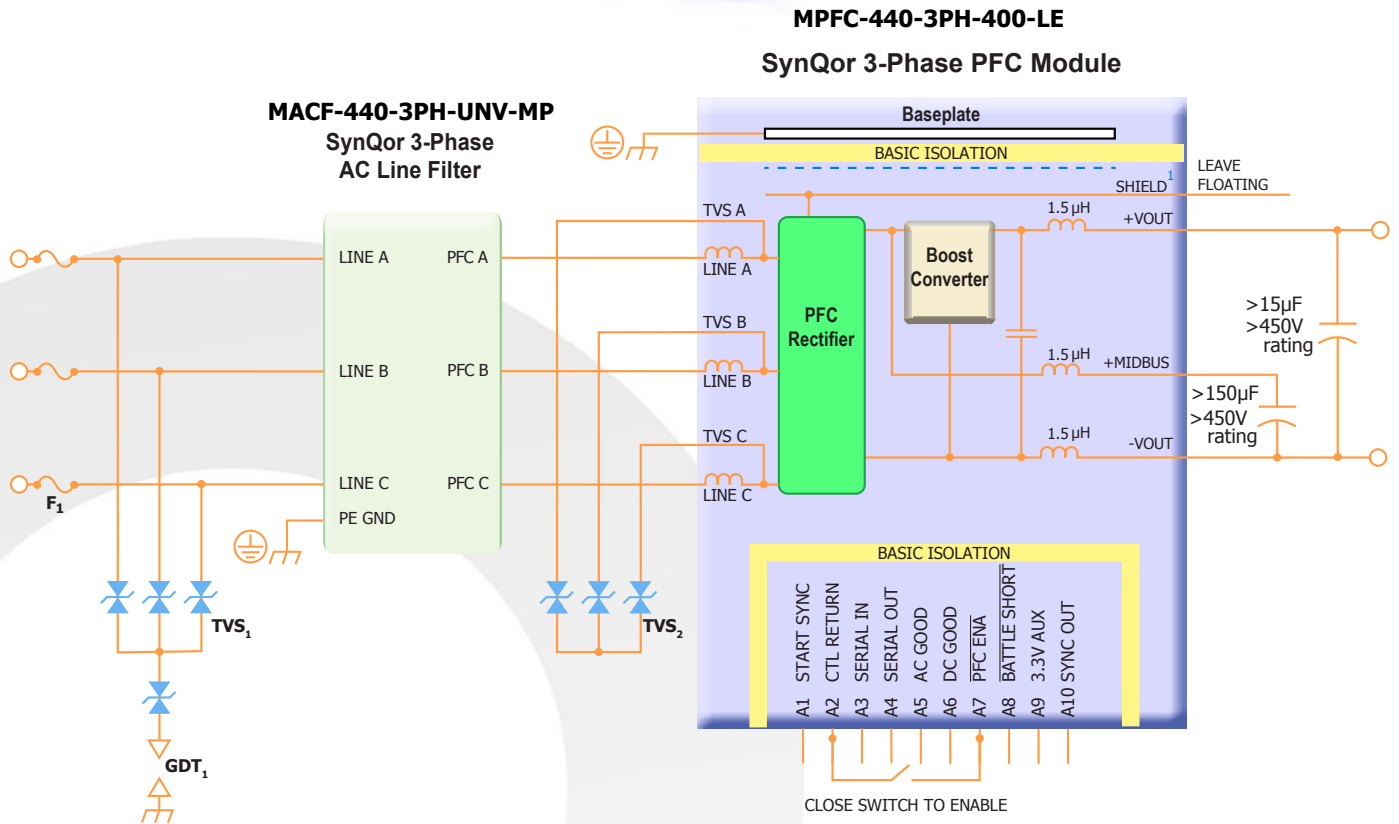 MPFC-440-3PH-400-LE
SynQor 3-Phase PFC Module
MACF-440-3PH-UNV-MP
SynQor 3-Phase
AC Line Filter
Baseplate
BASIC ISOLATION
SHIELD1
LEAVE
FLOATING
TVS A
LINE A
TVS B
LINE B
TVS C
LINE C
PFC
Rectifier
Boost
Converter
1.5 µH
+VOUT
1.5 µH
+MIDBUS
1.5 µH
-VOUT
>15µF
>450V
rating
>150µF
>450V
rating
LINE A
PFC A
LINE B
PFC B
LINE C
PFC C
PE GND
F1
TVS1
GDT1
TVS2
BASIC ISOLATION
A1 START SYNC
A2 CTL RETURN
A3 SERIAL IN
A4 SERIAL OUT
A5 AC GOOD
A6 DC GOOD
A7 PFC ENA
A8 BATTLE SHORT
A9 3.3V AUX
A10 SYNC OUT
CLOSE SWITCH TO ENABLE